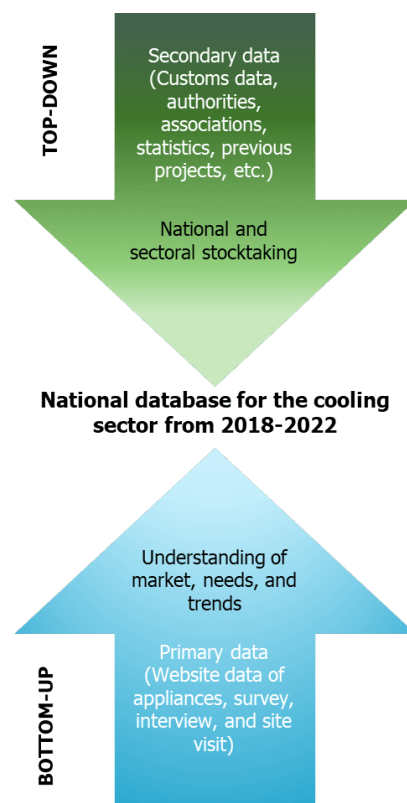 TOP-DOWN
Secondary data
(Customs data,
authorities,
associations,
statistics, previous
projects, etc.)
National and
sectoral stocktaking
National database for the cooling
sector from 2018-2022
Understanding of
market, needs, and
trends
BOTTOM-UP
Primary data
(Website data of
appliances, survey,
interview, and site
visit)